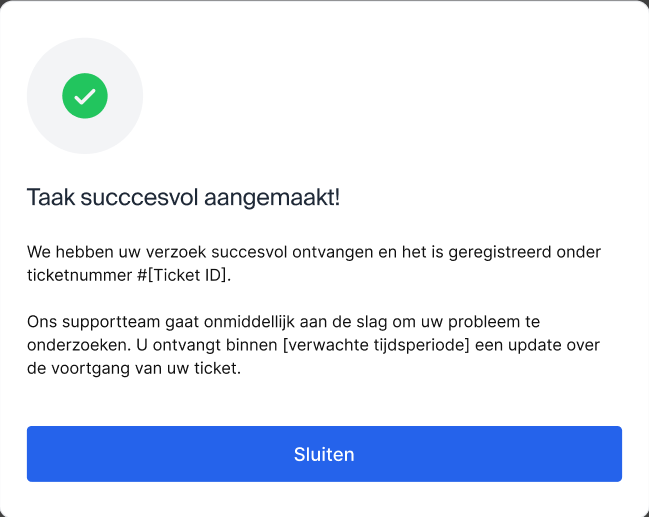 Taak succcesvol aangemaakt!
We hebben uw verzoek succesvol ontvangen en het is geregistreerd onder
ticketnummer #[Ticket ID].
Ons supportteam gaat onmiddellijk aan de slag om uw probleem te
onderzoeken. U ontvangt binnen [verwachte tijdsperiode] een update over
de voortgang van uw ticket.
Sluiten